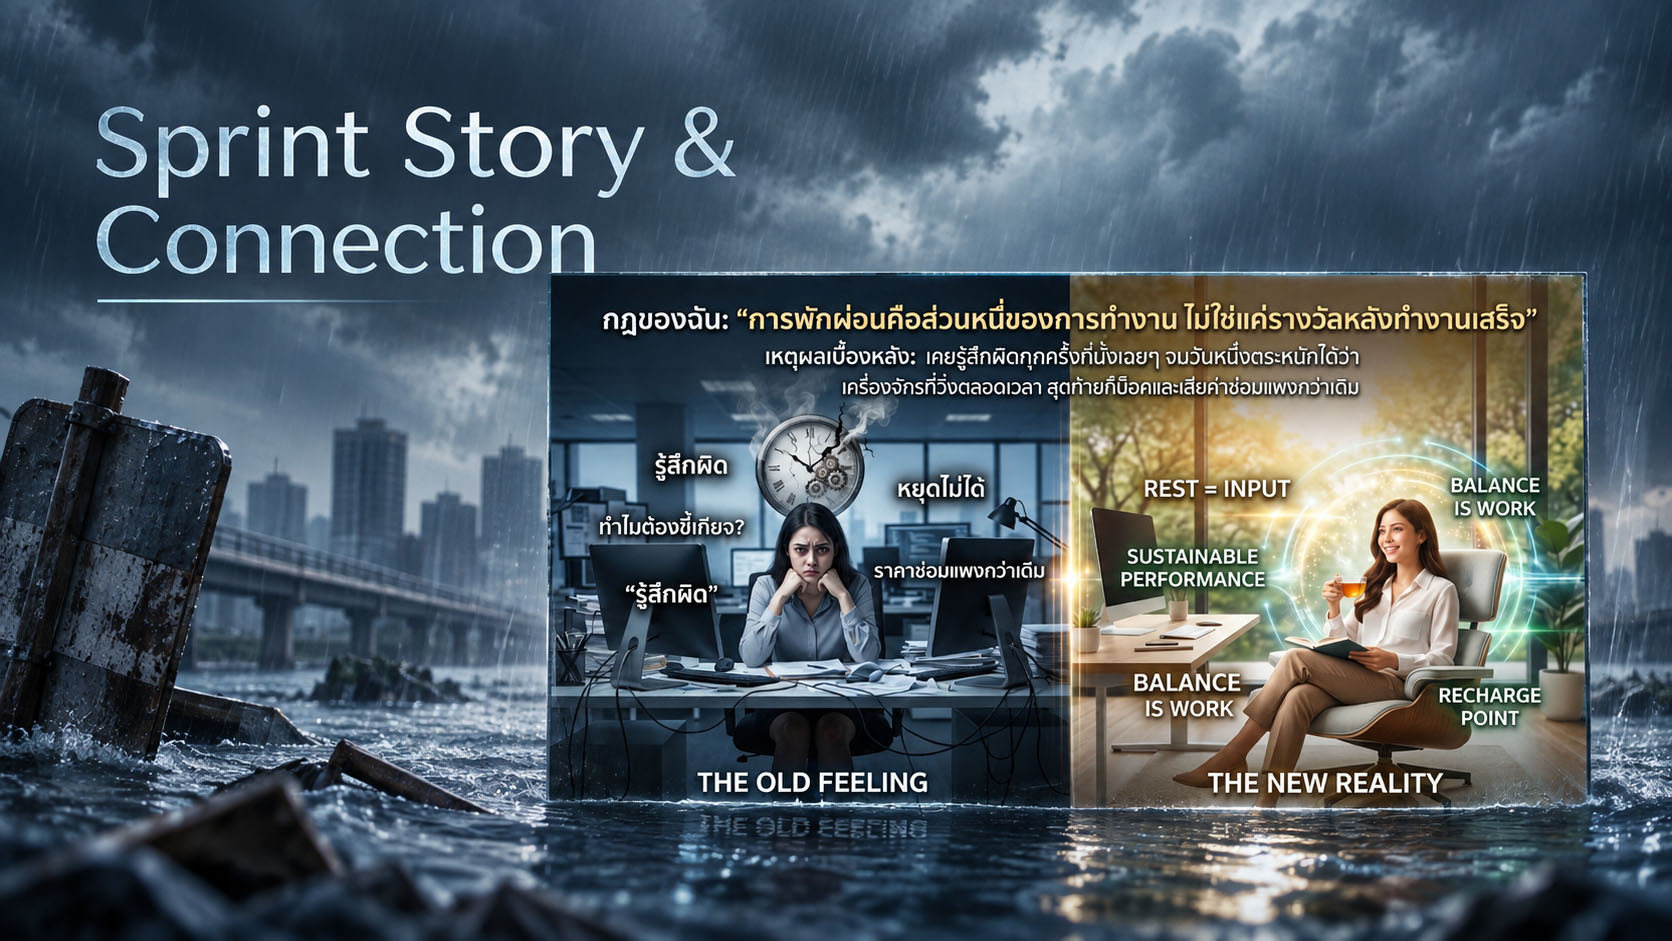 Sprint Story &
Connection
กฎของฉัน: “การพักผ่อนคือส่วนหนึ่งของการทำงาน ไม่ใช่แค่รางวัลหลังทำงานเสร็จ”
เหตุผลเบื้องหลัง: เคยรู้สึกผิดทุกครั้งที่นั่งเฉยๆ จมวันหนึ่งตระหนักได้ว่า
เครื่องจักรที่วิ่งตลอดเวลา สุดท้ายก็น็อคและเสียค่าซ่อมแพงกว่าเดิม
รู้สึกผิด
หยุดไม่ได้
ทำไมต้องขี้เกียจ?
ราคาซ่อมแพงกว่าเดิม
“รู้สึกผิด”
THE OLD FEELING
REST = INPUT
BALANCE
IS WORK
SUSTAINABLE
PERFORMANCE
BALANCE
IS WORK
RECHARGE
POINT
THE NEW REALITY
THE OLD FEELING